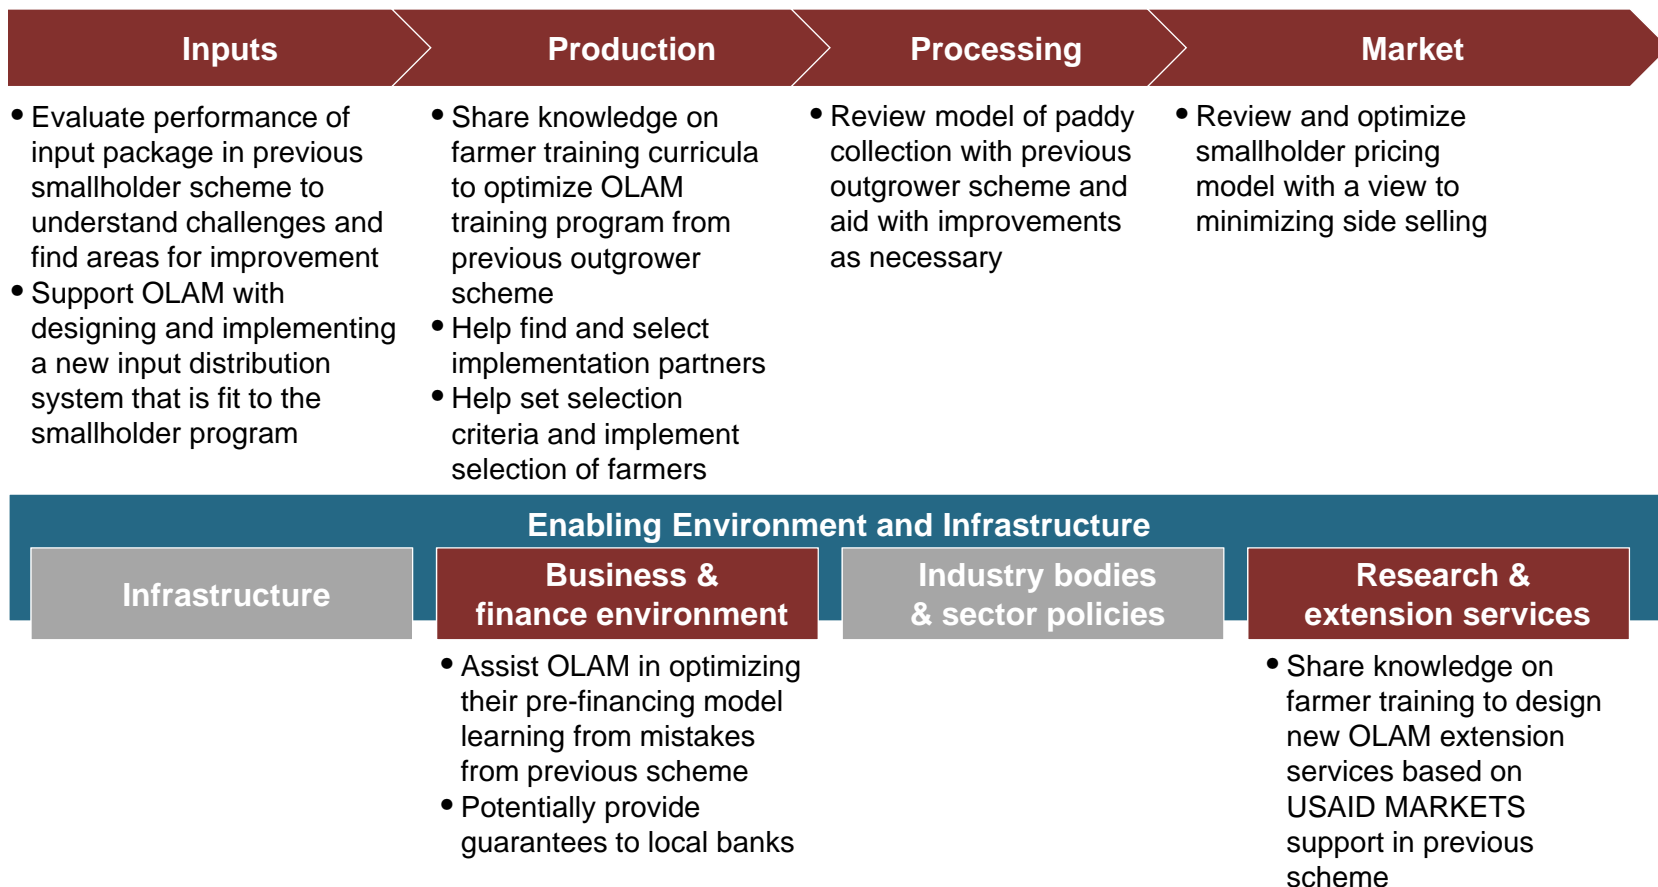 Inputs
Production
Processing
Market
• Evaluate performance of
input package in previous
smallholder scheme to
understand challenges and
find areas for improvement
• Support OLAM with
designing and implementing
a new input distribution
system that is fit to the
smallholder program
• Share knowledge on
farmer training curricula
to optimize OLAM
training program from
previous outgrower
scheme
• Help find and select
implementation partners
• Help set selection
criteria and implement
selection of farmers
• Review model of paddy
collection with previous
outgrower scheme and
aid with improvements
as necessary
• Review and optimize
smallholder pricing
model with a view to
minimizing side selling
Enabling Environment and Infrastructure
Infrastructure
Business &
finance environment
Industry bodies
& sector policies
Research &
extension services
• Assist OLAM in optimizing
their pre-financing model
learning from mistakes
from previous scheme
• Potentially provide
guarantees to local banks
• Share knowledge on
farmer training to design
new OLAM extension
services based on
USAID MARKETS
support in previous
scheme